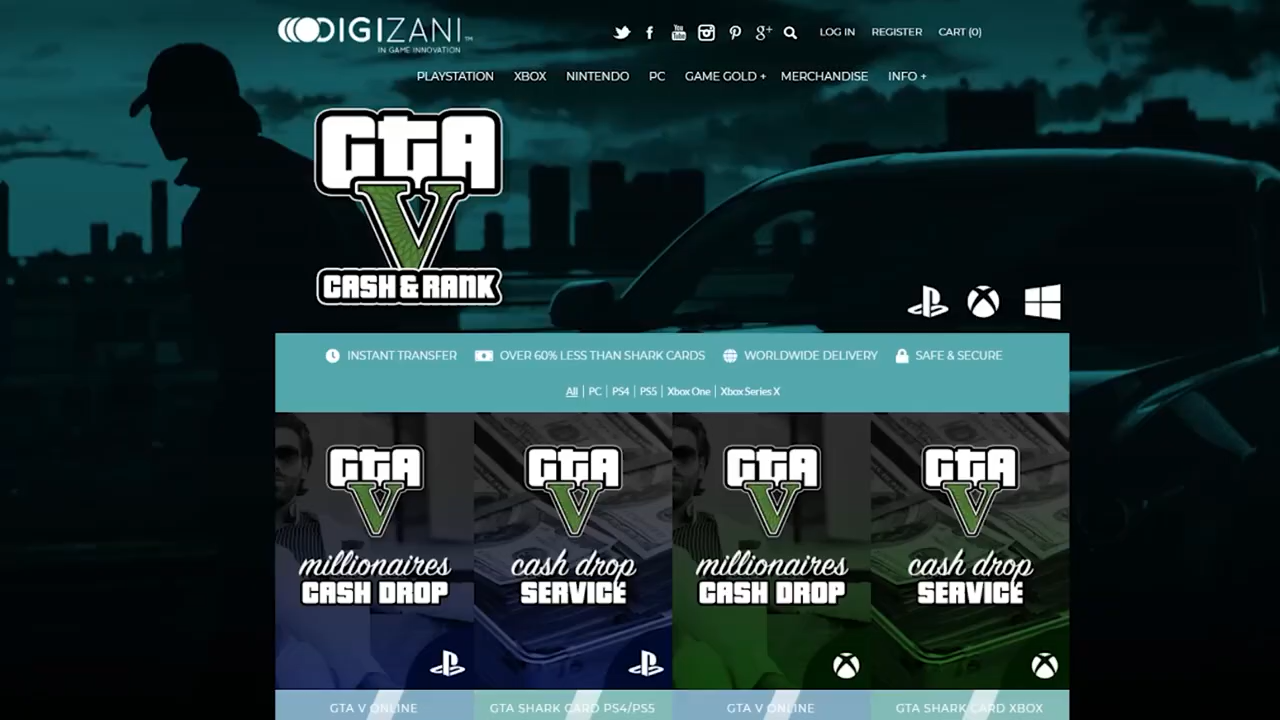 DIGIZANI
IN GAME INNOVATION
LOG IN REGISTER CART (0)
PLAYSTATION XBOX NINTENDO PC GAME GOLD + MERCHANDISE INFO +
GTA
V
CASH & RANK
INSTANT TRANSFER OVER 60% LESS THAN SHARK CARDS WORLDWIDE DELIVERY SAFE & SECURE
All | PC | PS4 | PS5 | Xbox One | Xbox Series X
GTA
V
millionaires
CASH DROP
GTA
V
cash drop
SERVICE
GTA
V
millionaires
CASH DROP
GTA
V
cash drop
SERVICE
GTA V ONLINE GTA SHARK CARD PS4/PS5 GTA V ONLINE GTA SHARK CARD XBOX